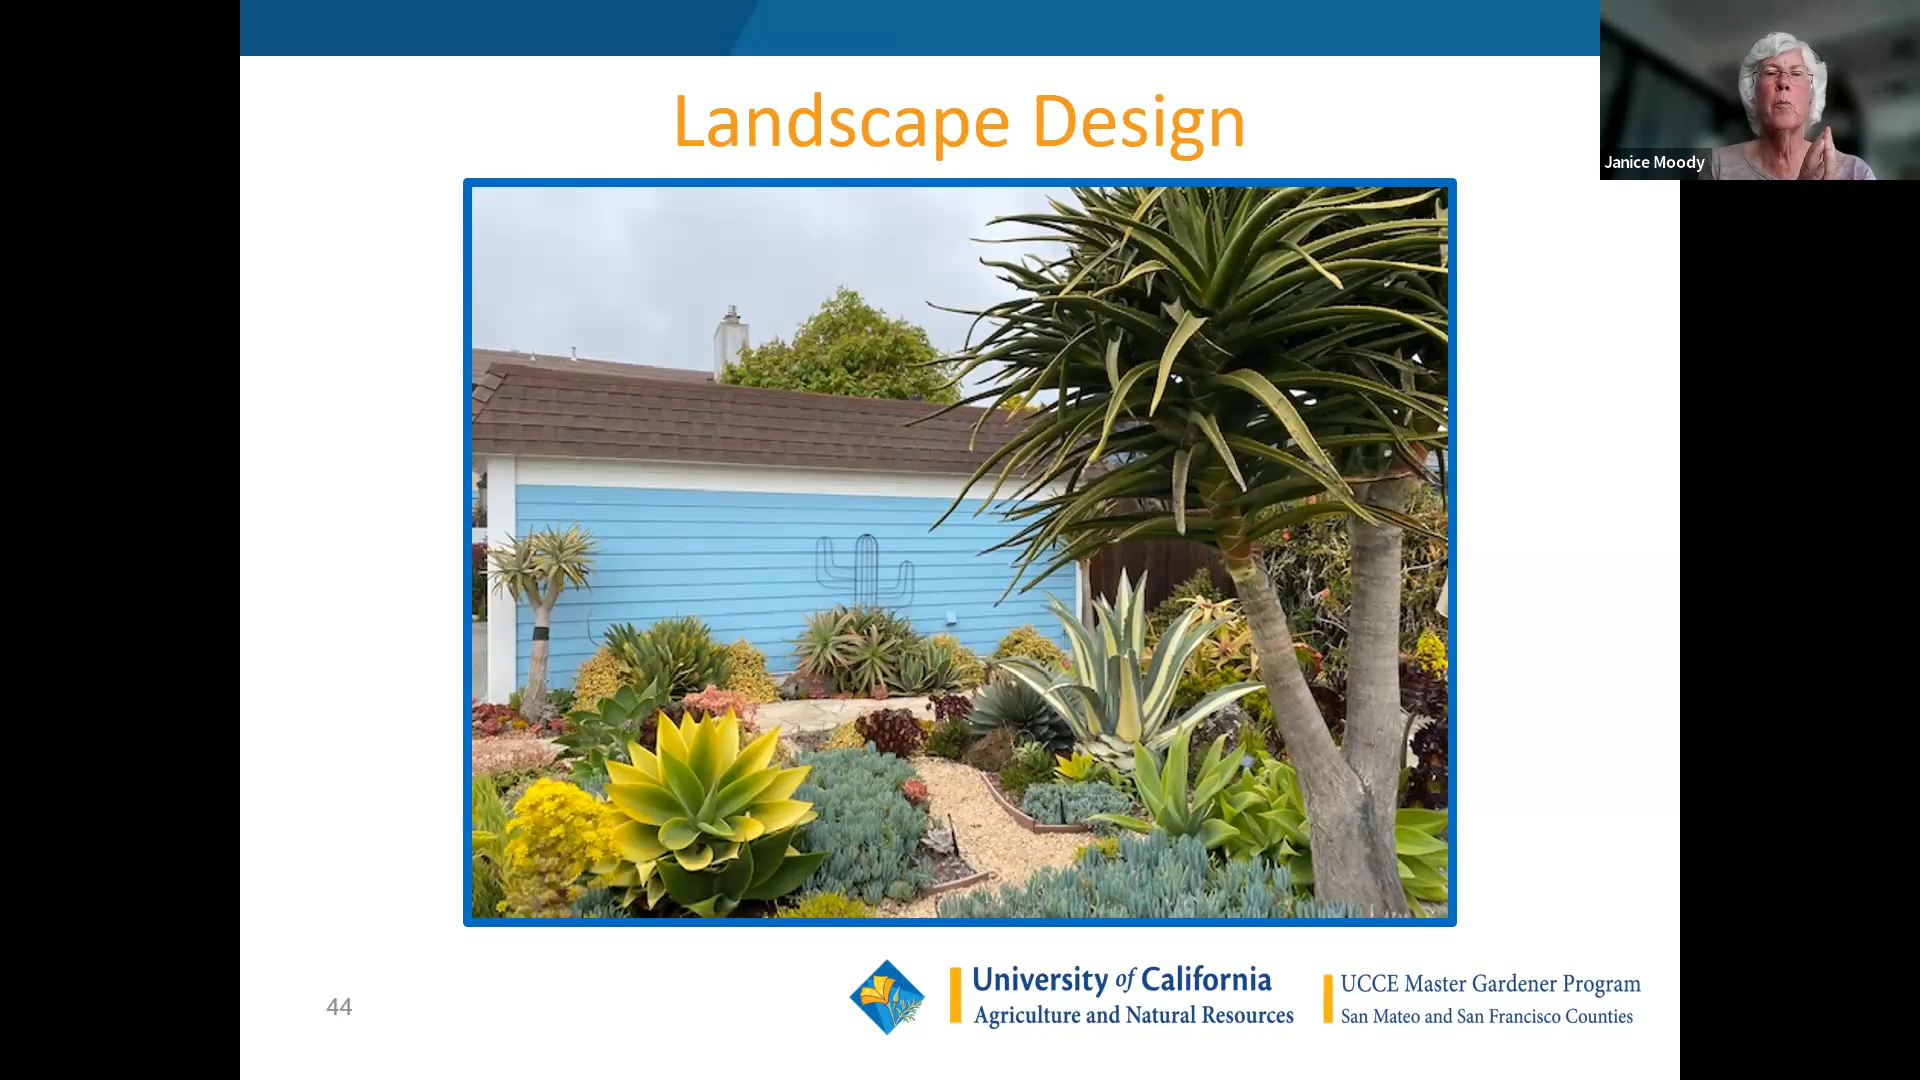 Landscape Design
Janice Moody
44
University of California
Agriculture and Natural Resources
UCCE Master Gardener Program
San Mateo and San Francisco Counties